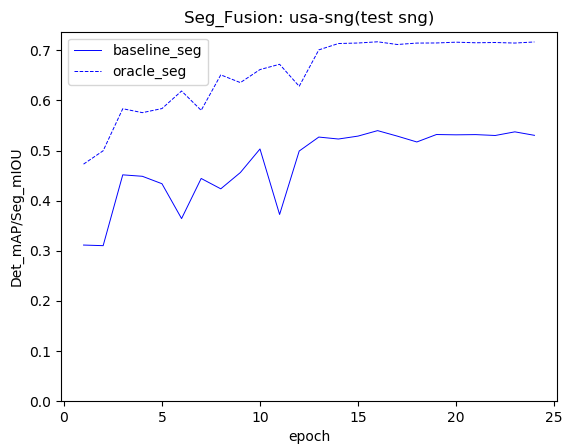 Seg_Fusion: usa-sng(test sng)
baseline_seg
oracle_seg
Det_mAP/Seg_mIOU
0.7
0.6
0.5
0.4
0.3
0.2
0.1
0.0
0 5 10 15 20 25
epoch